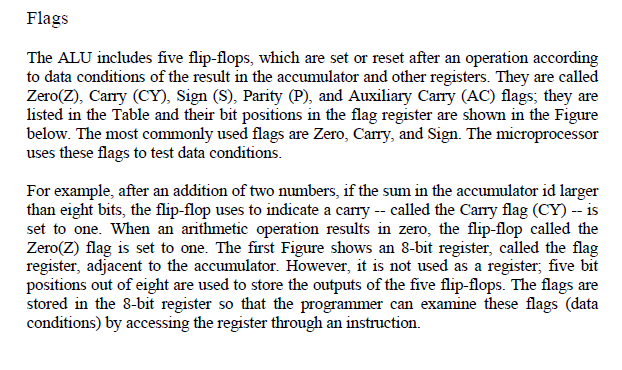 Flags
The ALU includes five flip-flops, which are set or reset after an operation according
to data conditions of the result in the accumulator and other registers. They are called
Zero(Z), Carry (CY), Sign (S), Parity (P), and Auxiliary Carry (AC) flags; they are
listed in the Table and their bit positions in the flag register are shown in the Figure
below. The most commonly used flags are Zero, Carry, and Sign. The microprocessor
uses these flags to test data conditions.
For example, after an addition of two numbers, if the sum in the accumulator id larger
than eight bits, the flip-flop uses to indicate a carry -- called the Carry flag (CY) -- is
set to one. When an arithmetic operation results in zero, the flip-flop called the
Zero(Z) flag is set to one. The first Figure shows an 8-bit register, called the flag
register, adjacent to the accumulator. However, it is not used as a register; five bit
positions out of eight are used to store the outputs of the five flip-flops. The flags are
stored in the 8-bit register so that the programmer can examine these flags (data
conditions) by accessing the register through an instruction.